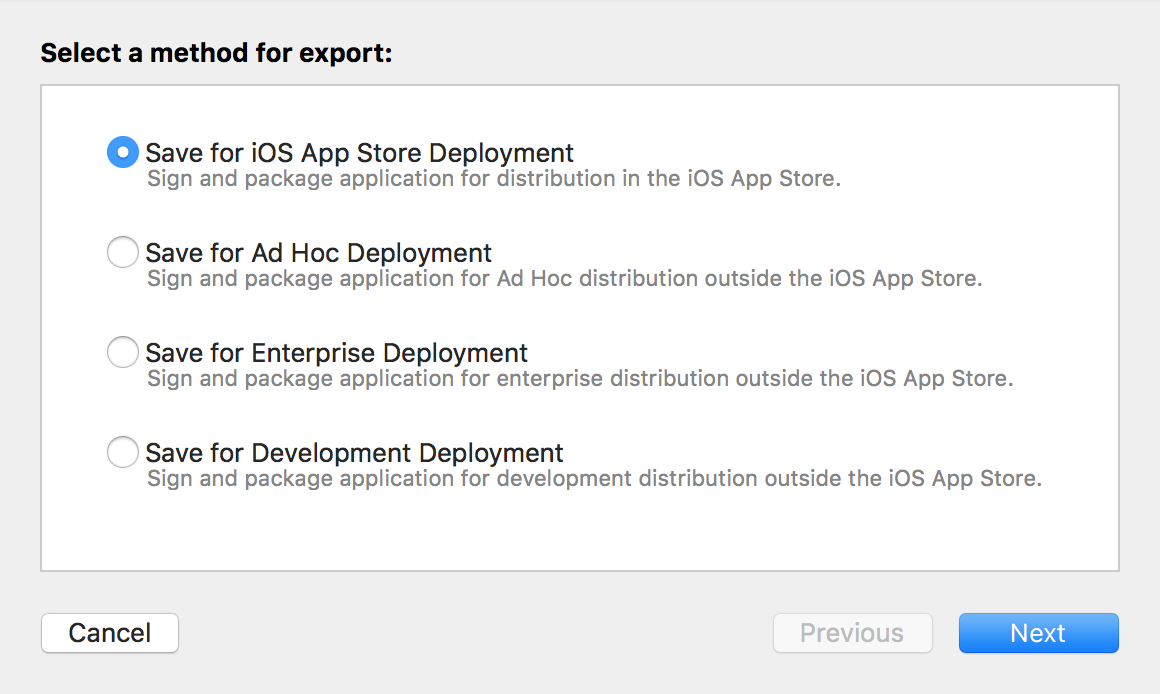 Select a method for export:
Save for iOS App Store Deployment
Sign and package application for distribution in the iOS App Store.
Save for Ad Hoc Deployment
Sign and package application for Ad Hoc distribution outside the iOS App Store.
Save for Enterprise Deployment
Sign and package application for enterprise distribution outside the iOS App Store.
Save for Development Deployment
Sign and package application for development distribution outside the iOS App Store.
Cancel Previous Next